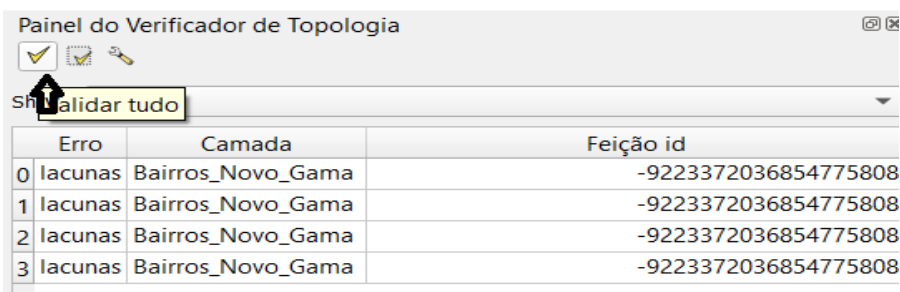 Painel do Verificador de Topologia
Sh
Validar tudo
Erro Camada Feição id
0 lacunas Bairros_Novo_Gama -9223372036854775808
1 lacunas Bairros_Novo_Gama -9223372036854775808
2 lacunas Bairros_Novo_Gama -9223372036854775808
3 lacunas Bairros_Novo_Gama -9223372036854775808